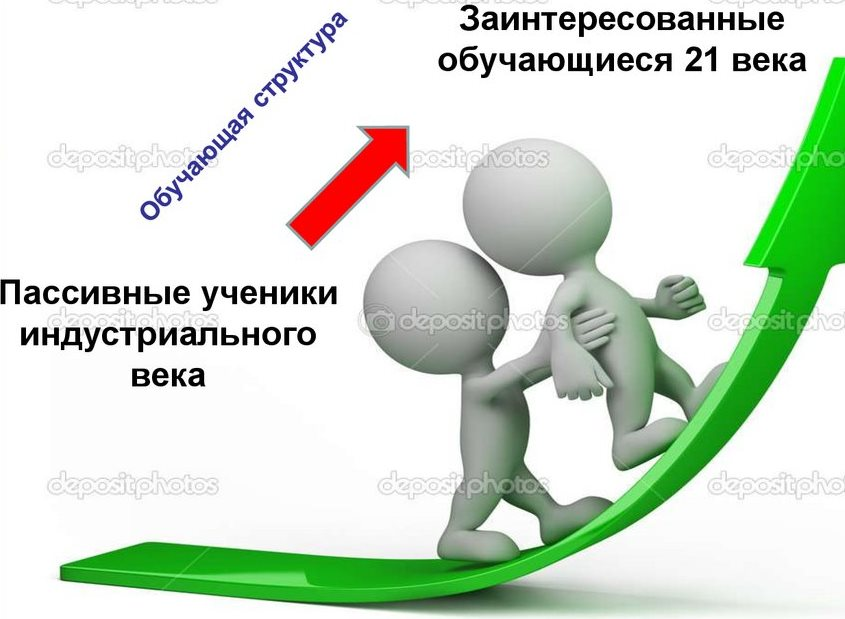 Заинтересованные
обучающиеся 21 века
Обучающая структура
Пассивные ученики
индустриального
века
depositphotos
depositphotos
depositphotos
depositphotos
depositphotos
depositphotos
depositphotos
depositphotos
depositphotos